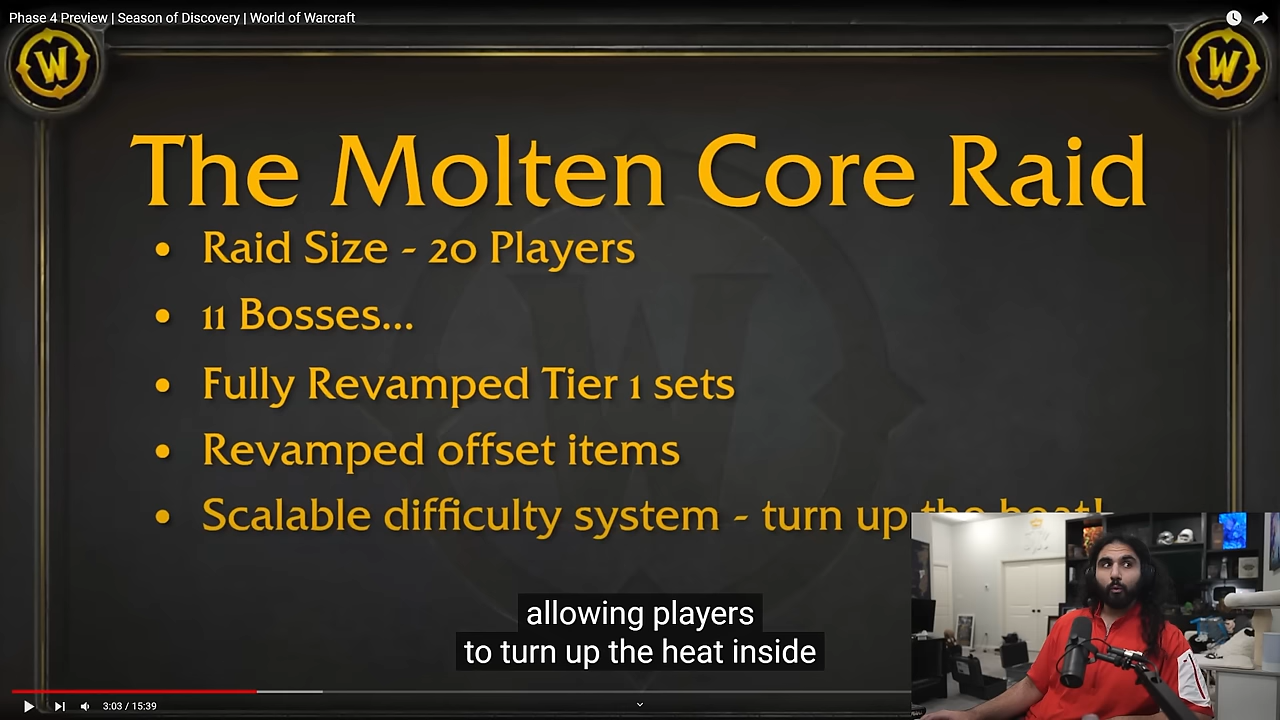 Phase 4 Preview | Season of Discovery | World of Warcraft
W
W
The Molten Core Raid
• Raid Size - 20 Players
• 11 Bosses...
• Fully Revamped Tier 1 sets
• Revamped offset items
• Scalable difficulty system - turn up the heat!
allowing players
to turn up the heat inside
3:03 / 15:39